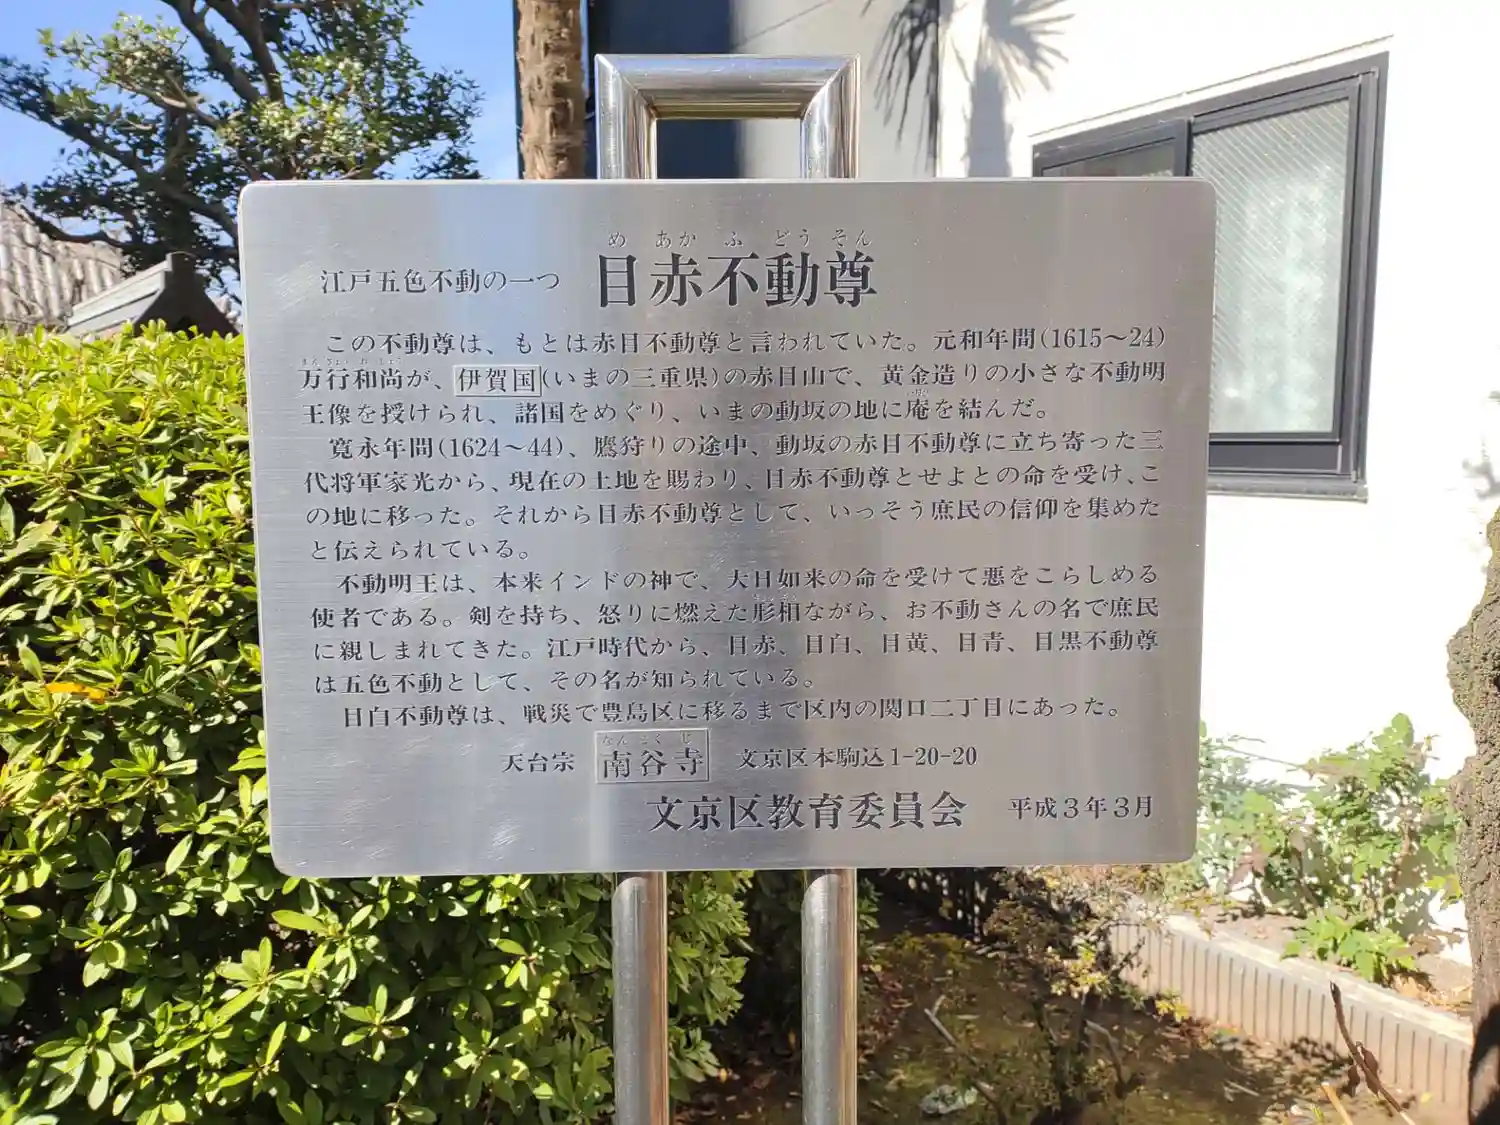 め あか ふ どう そん
江戸五色不動の一つ 目赤不動尊
この不動尊は、もとは赤目不動尊と言われていた。元和年間(1615〜24)
万行和尚が、伊賀国(いまの三重県)の赤目山で、黄金造りの小さな不動明
王像を授けられ、諸国をめぐり、いまの動坂の地に庵を結んだ。
寛永年間(1624〜44)、鷹狩りの途中、動坂の赤目不動尊に立ち寄った三
代将軍家光から、現在の土地を賜わり、目赤不動尊とせよとの命を受け、こ
の地に移った。それから目赤不動尊として、いっそう庶民の信仰を集めた
と伝えられている。
不動明王は、本来インドの神で、大日如来の命を受けて悪をこらしめる
使者である。剣を持ち、怒りに燃えた形相ながら、お不動さんの名で庶民
に親しまれてきた。江戸時代から、目赤、目白、目黄、目青、目黒不動尊
は五色不動として、その名が知られている。
目白不動尊は、戦災で豊島区に移るまで区内の関口二丁目にあった。
なん こく じ
天台宗 南谷寺 文京区本駒込1-20-20
文京区教育委員会 平成3年3月